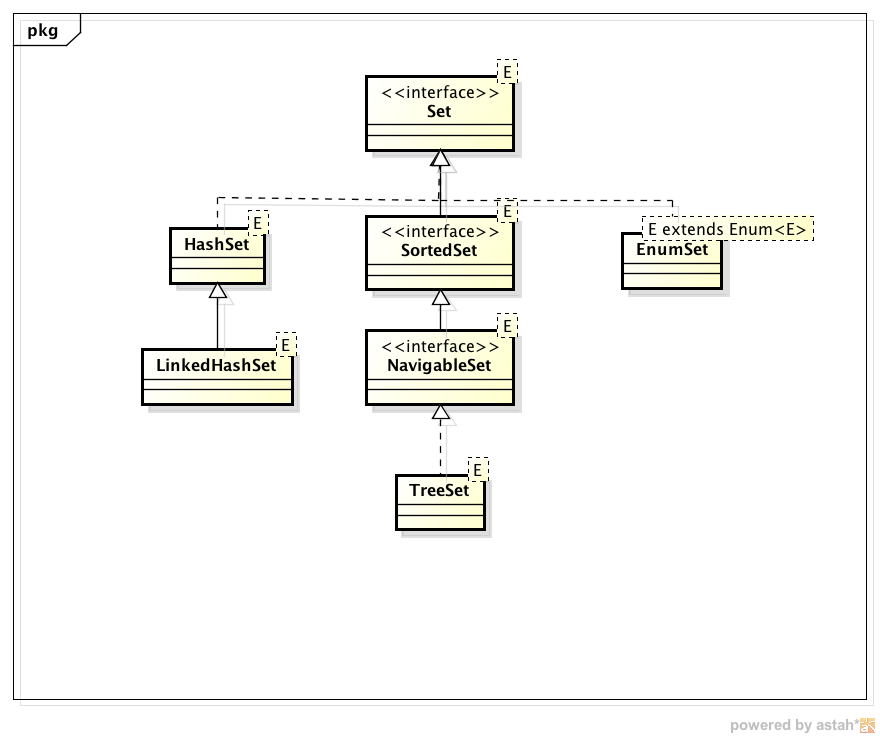 pkg
E
<<interface>>
Set
E
HashSet
E
<<interface>>
SortedSet
E extends Enum<E>
EnumSet
E
LinkedHashSet
E
<<interface>>
NavigableSet
E
TreeSet
powered by astah*